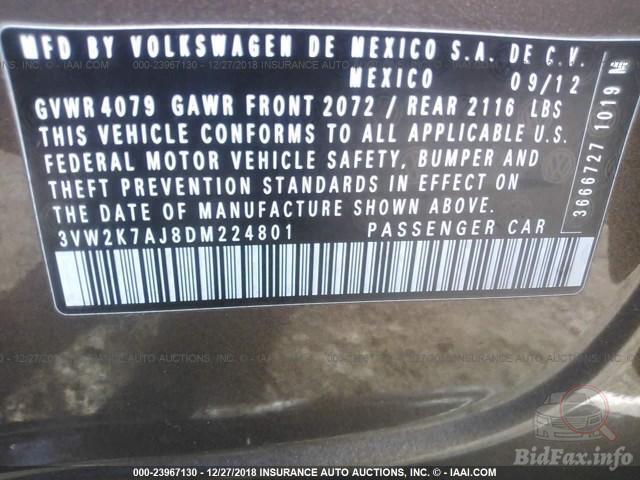 MFD BY VOLKSWAGEN DE MEXICO S.A. DE C.V.
MEXICO 09/12
GVWR 4079 GAWR FRONT 2072 / REAR 2116 LBS
THIS VEHICLE CONFORMS TO ALL APPLICABLE U.S.
FEDERAL MOTOR VEHICLE SAFETY, BUMPER AND
THEFT PREVENTION STANDARDS IN EFFECT ON
THE DATE OF MANUFACTURE SHOWN ABOVE.
3VW2K7AJ8DM224801 PASSENGER CAR
3666727 1019 M
000-23967130 - 12/27/2018 INSURANCE AUTO AUCTIONS, INC. © - IAAI.COM
BidFax.info